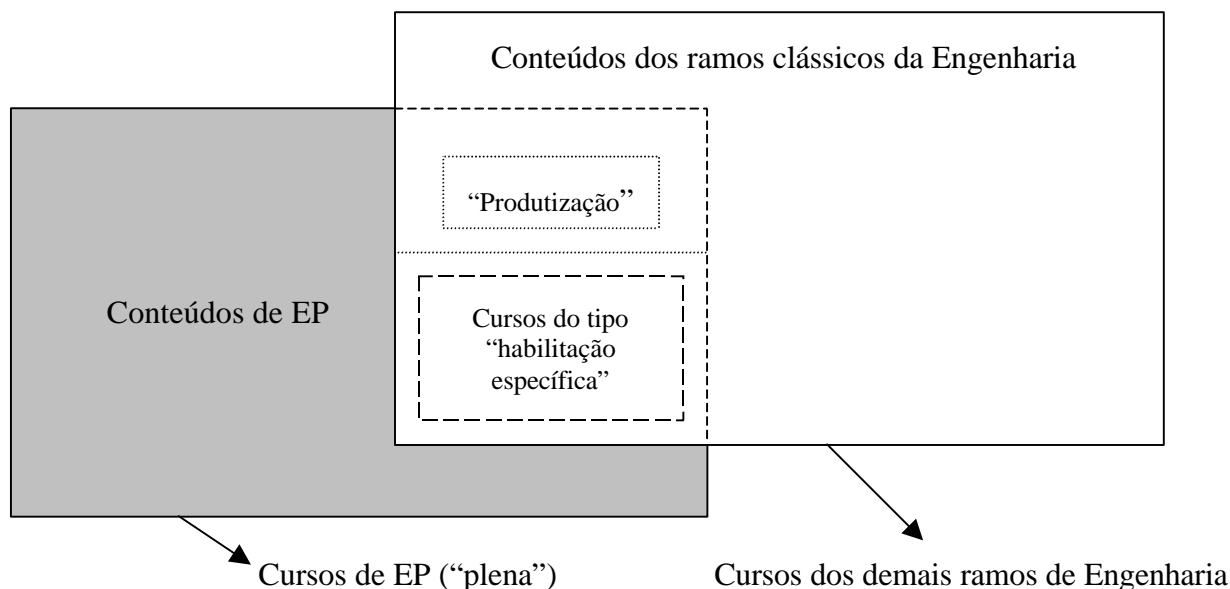 Conteúdos dos ramos clássicos da Engenharia
“Produtização”
Conteúdos de EP
Cursos do tipo
“habilitação
específica”
Cursos de EP (“plena”)
Cursos dos demais ramos de Engenharia